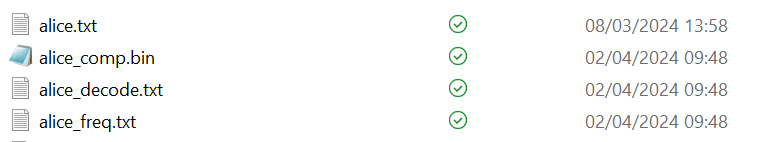 alice.txt 08/03/2024 13:58
alice_comp.bin 02/04/2024 09:48
alice_decode.txt 02/04/2024 09:48
alice_freq.txt 02/04/2024 09:48